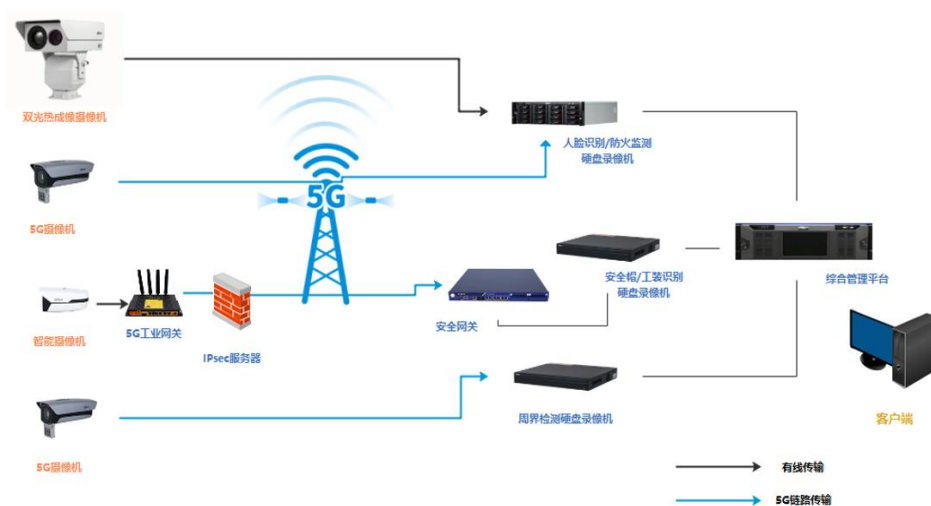 双光热成像摄像机
人脸识别/防火监测
硬盘录像机
5G摄像机
5G
安全帽/工装识别
硬盘录像机
综合管理平台
智能摄像机
5G工业网关
IPsec服务器
安全网关
周界检测硬盘录像机
客户端
5G摄像机
有线传输
5G链路传输